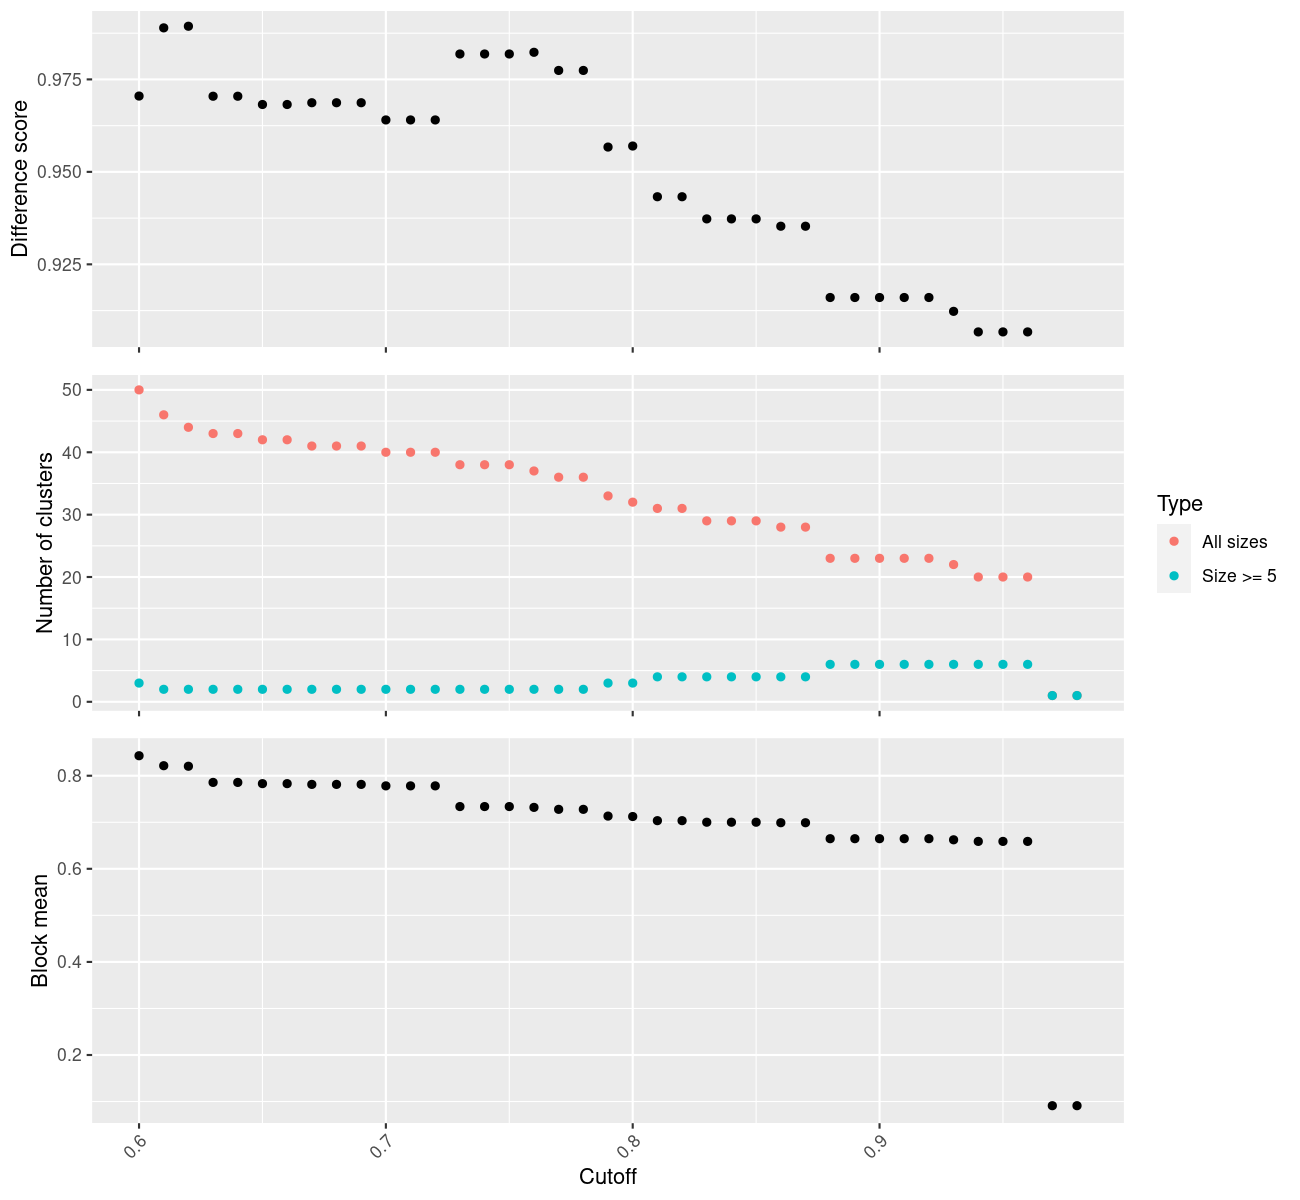 Difference score
0.975
0.950
0.925
Number of clusters
50
40
30
20
10
0
Type
All sizes
Size >= 5
Block mean
0.8
0.6
0.4
0.2
0.6 0.7 0.8 0.9
Cutoff